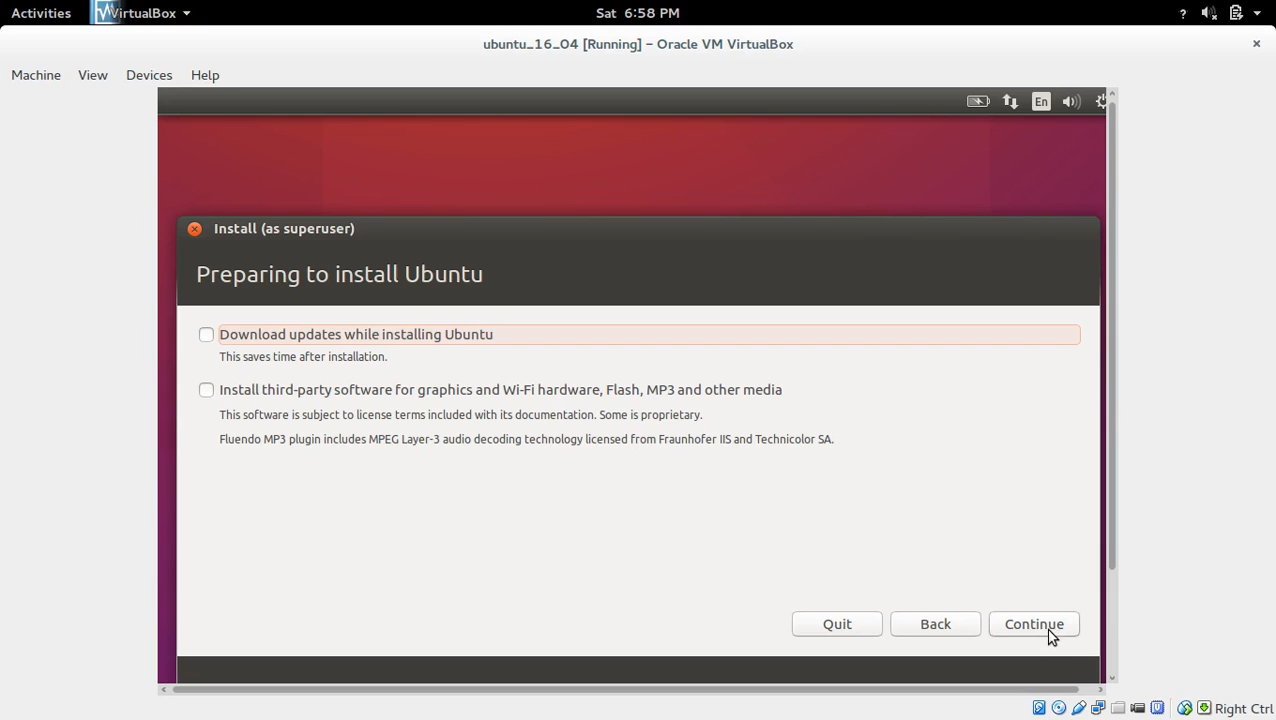 Activities VirtualBox Sat 6:58 PM ?
ubuntu_16_04 [Running] – Oracle VM VirtualBox ×
Machine View Devices Help
En
Install (as superuser)
Preparing to install Ubuntu
Download updates while installing Ubuntu
This saves time after installation.
Install third-party software for graphics and Wi-Fi hardware, Flash, MP3 and other media
This software is subject to license terms included with its documentation. Some is proprietary.
Fluendo MP3 plugin includes MPEG Layer-3 audio decoding technology licensed from Fraunhofer IIS and Technicolor SA.
Quit Back Continue
Right Ctrl